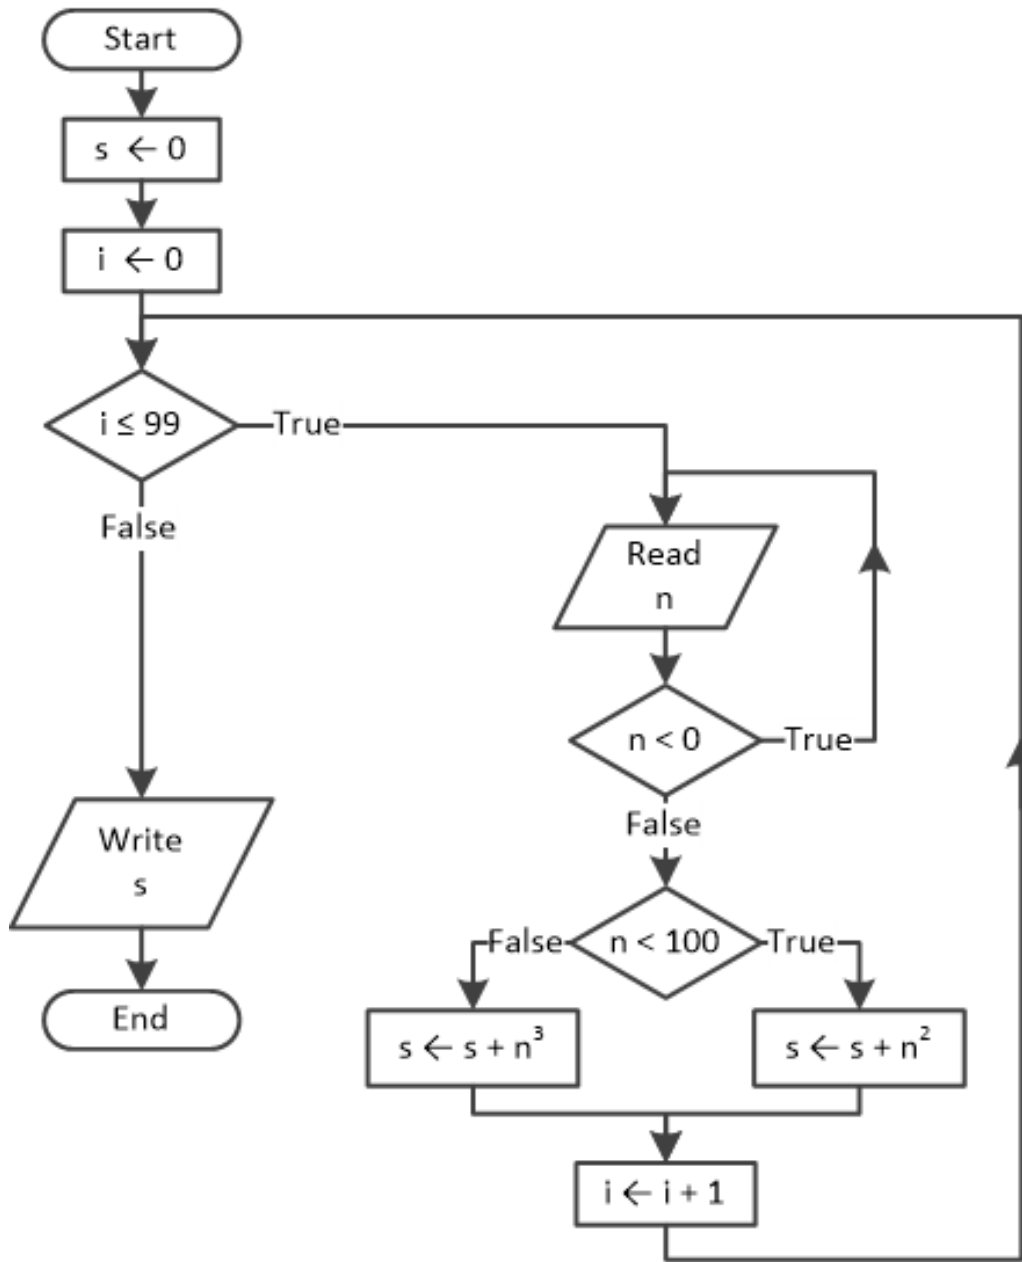 Start
s ← 0
i ← 0
i ≤ 99
True
False
Read
n
n < 0
True
False
Write
s
n < 100
False
True
End
s ← s + n³
s ← s + n²
i ← i + 1